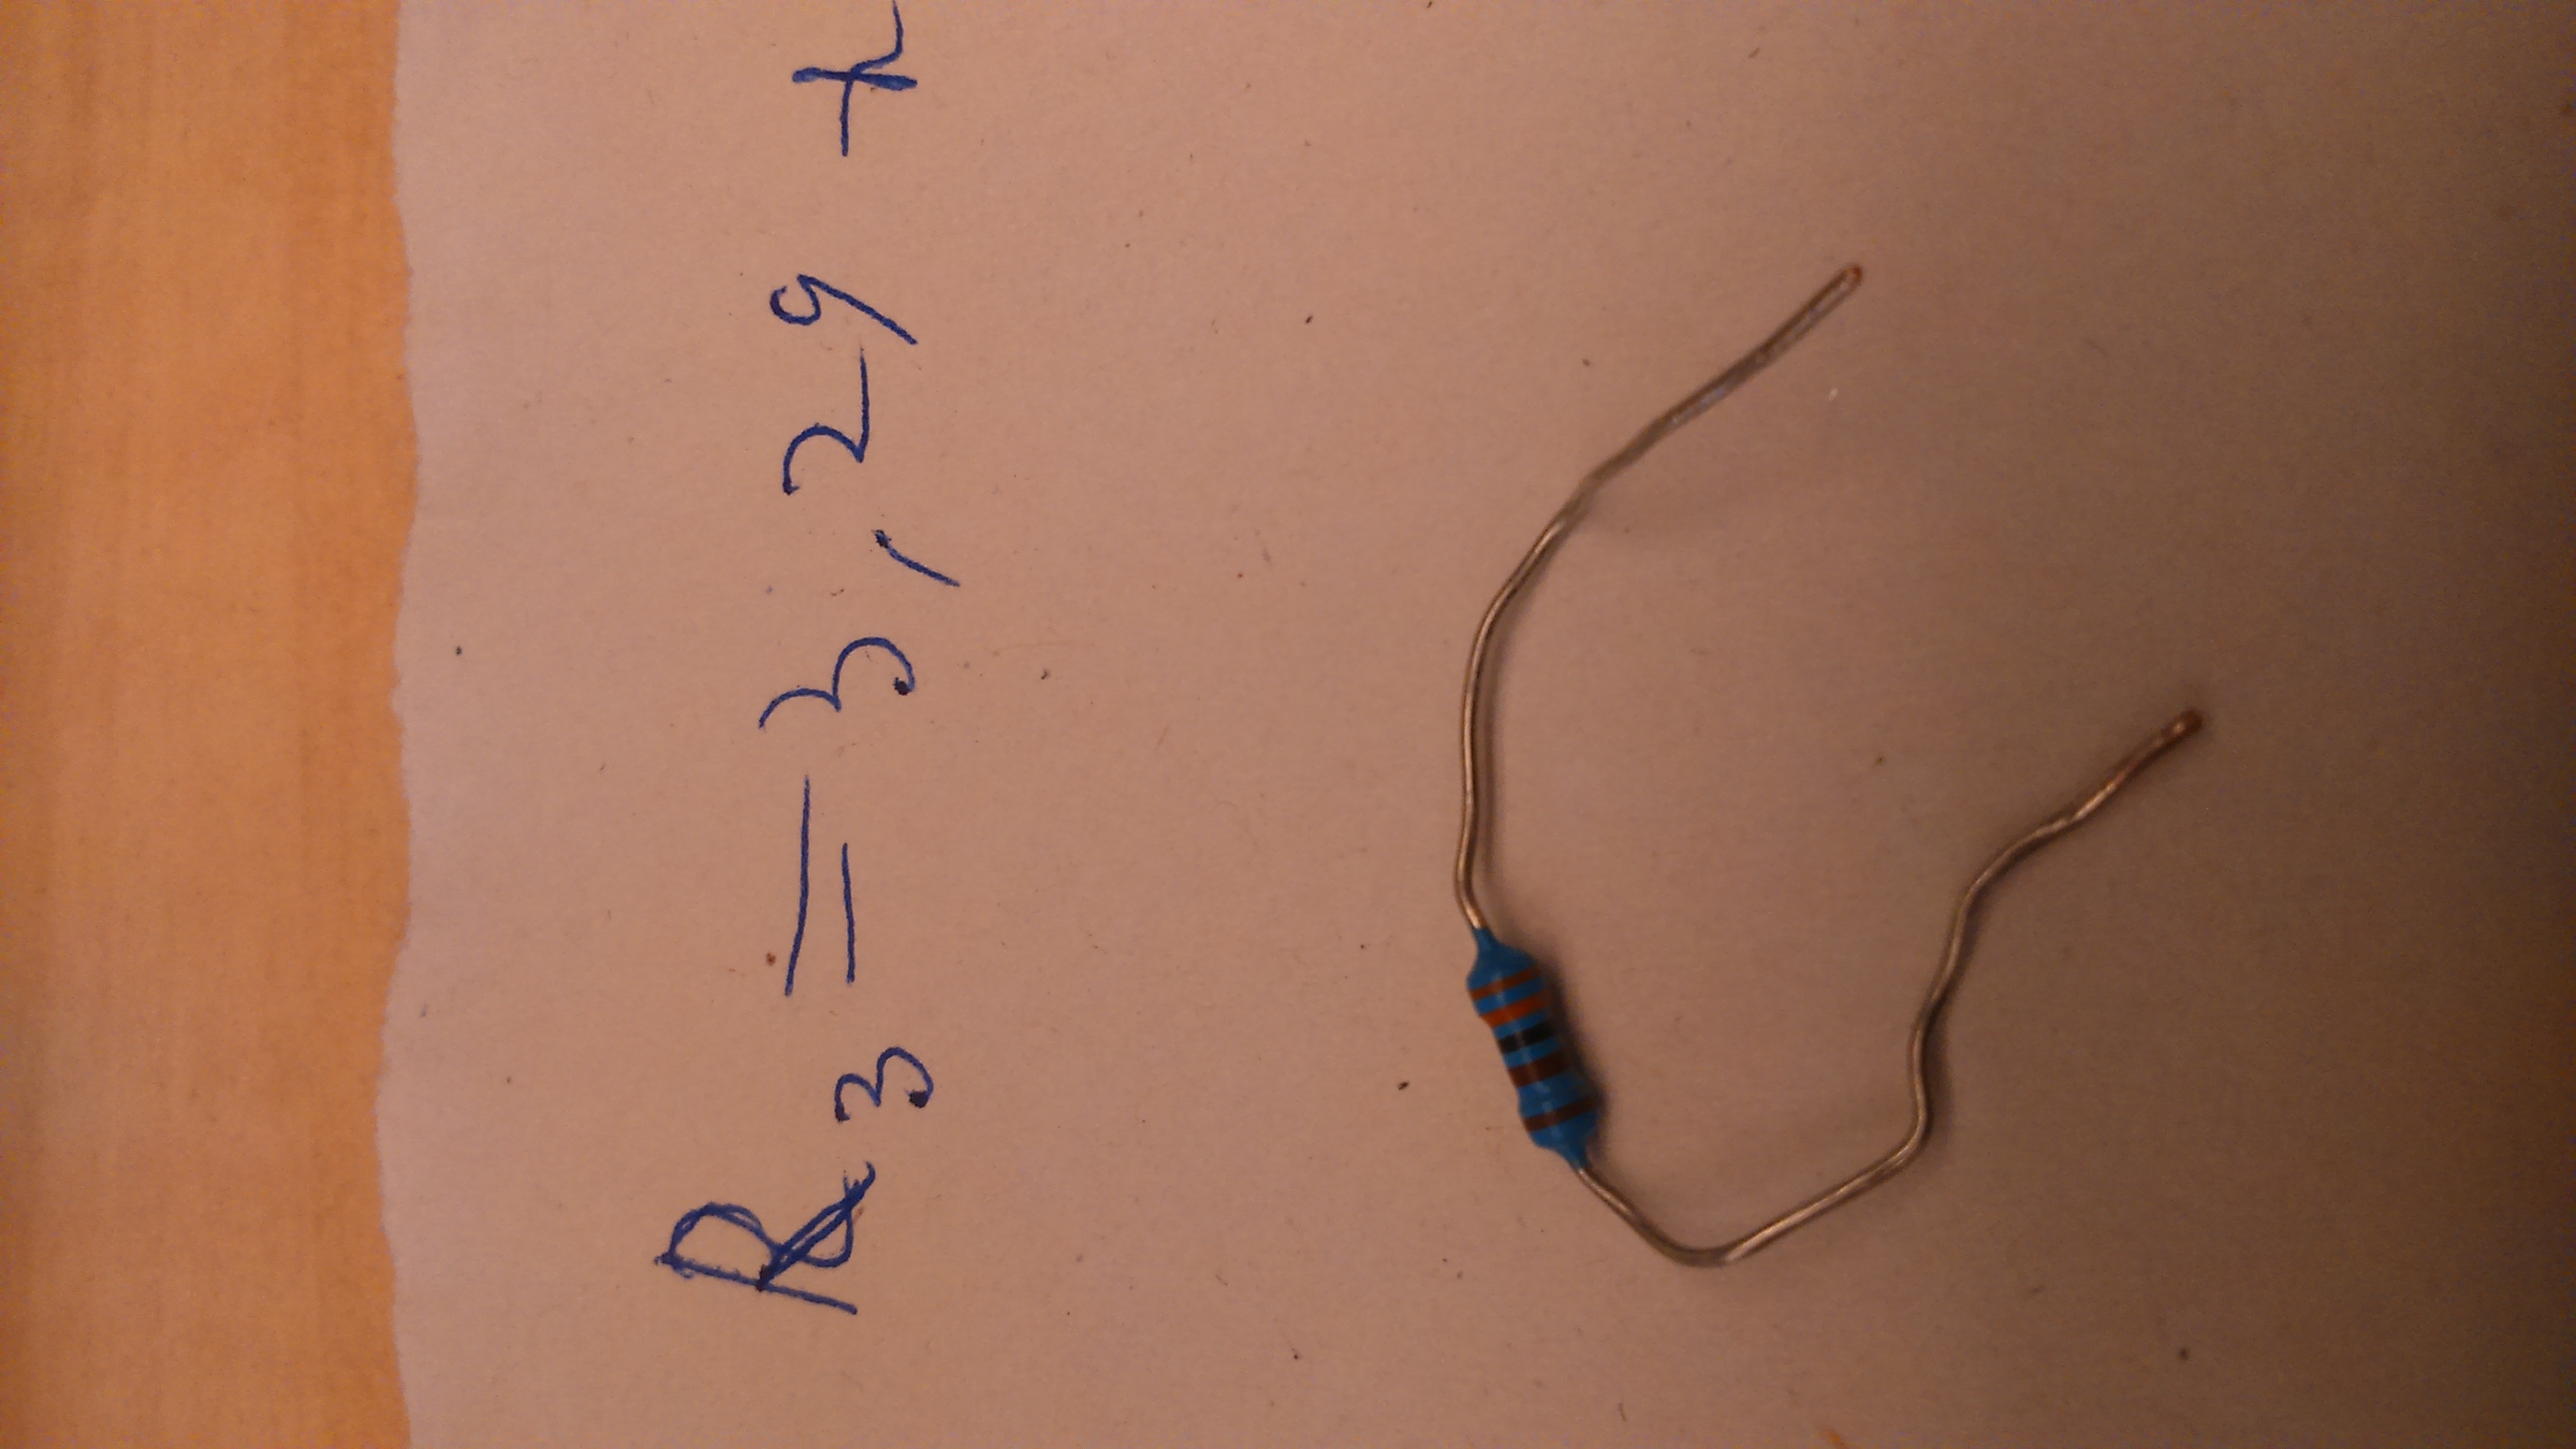 R₃ = 3,29